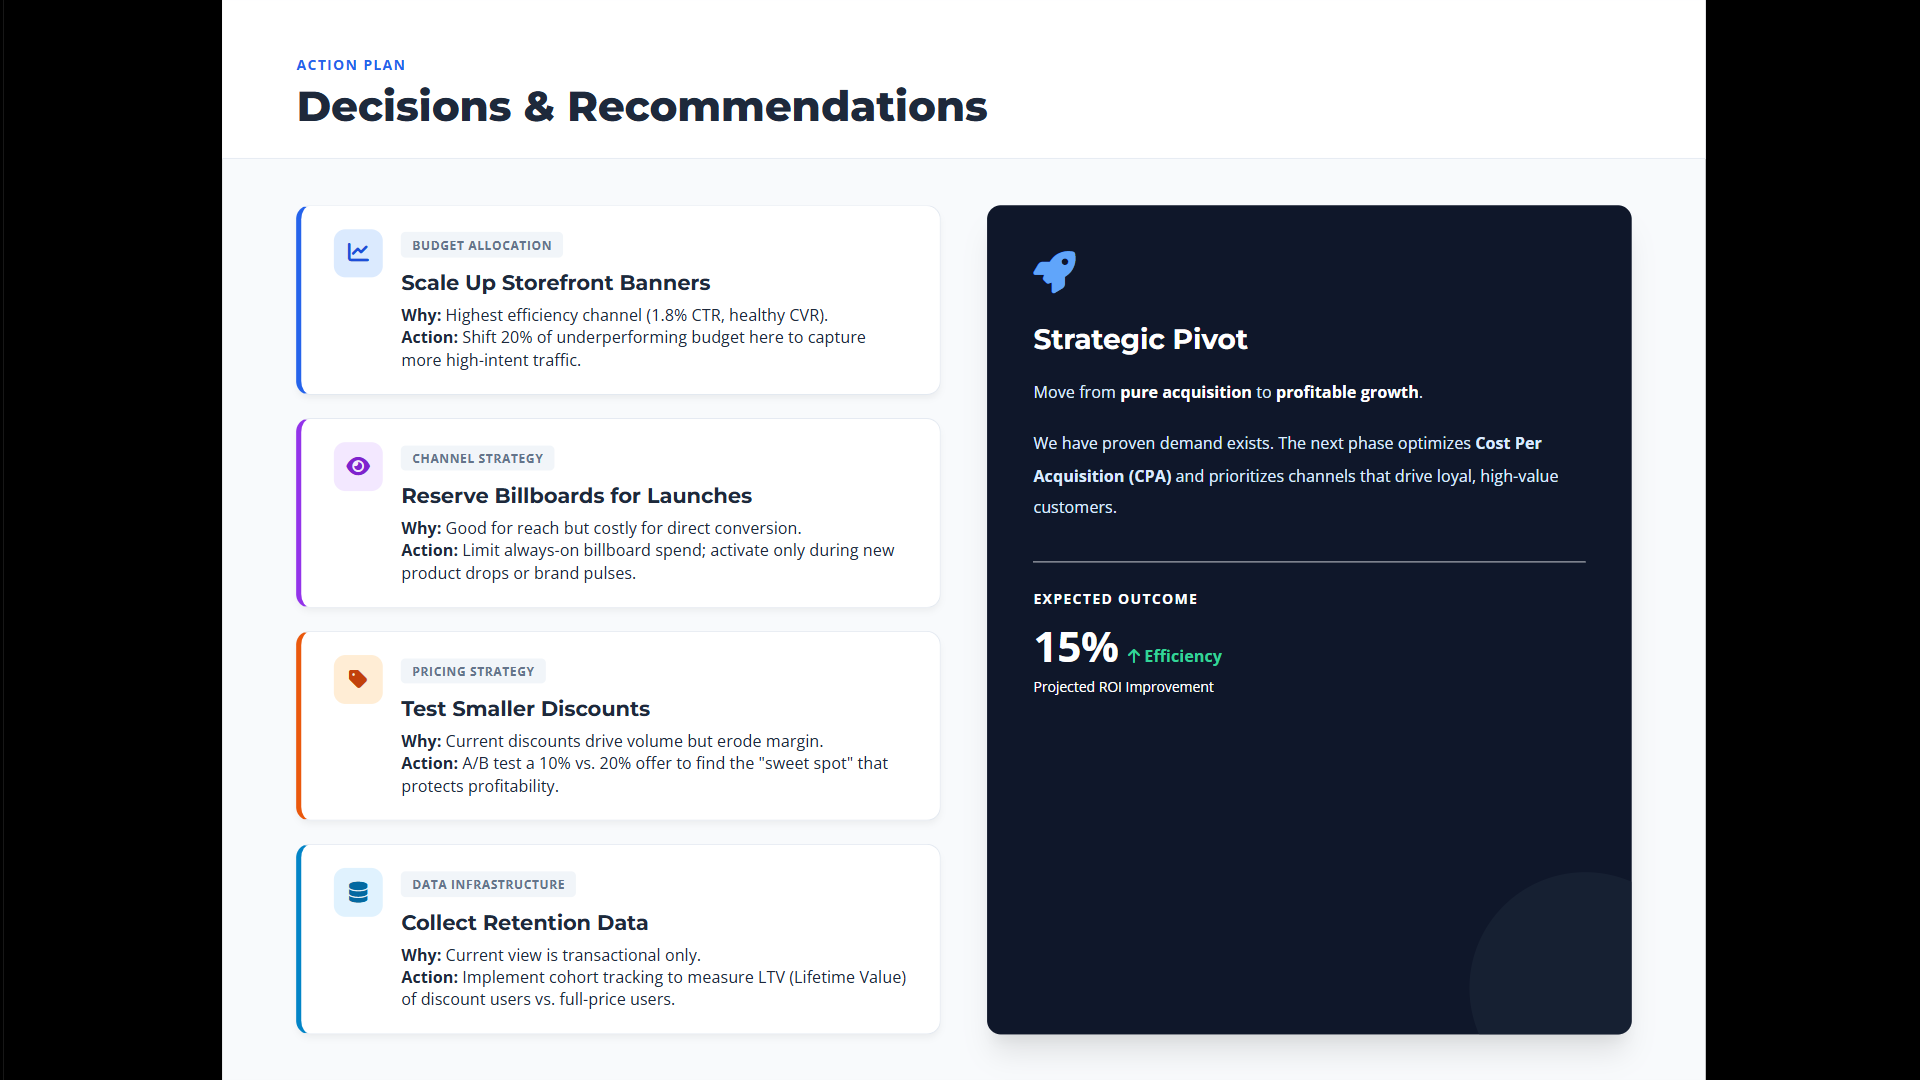 ACTION PLAN
Decisions & Recommendations
BUDGET ALLOCATION
Scale Up Storefront Banners
Why: Highest efficiency channel (1.8% CTR, healthy CVR).
Action: Shift 20% of underperforming budget here to capture
more high-intent traffic.
CHANNEL STRATEGY
Reserve Billboards for Launches
Why: Good for reach but costly for direct conversion.
Action: Limit always-on billboard spend; activate only during new
product drops or brand pulses.
PRICING STRATEGY
Test Smaller Discounts
Why: Current discounts drive volume but erode margin.
Action: A/B test a 10% vs. 20% offer to find the "sweet spot" that
protects profitability.
DATA INFRASTRUCTURE
Collect Retention Data
Why: Current view is transactional only.
Action: Implement cohort tracking to measure LTV (Lifetime Value)
of discount users vs. full-price users.
Strategic Pivot
Move from pure acquisition to profitable growth.
We have proven demand exists. The next phase optimizes Cost Per
Acquisition (CPA) and prioritizes channels that drive loyal, high-value
customers.
EXPECTED OUTCOME
15% ↑ Efficiency
Projected ROI Improvement